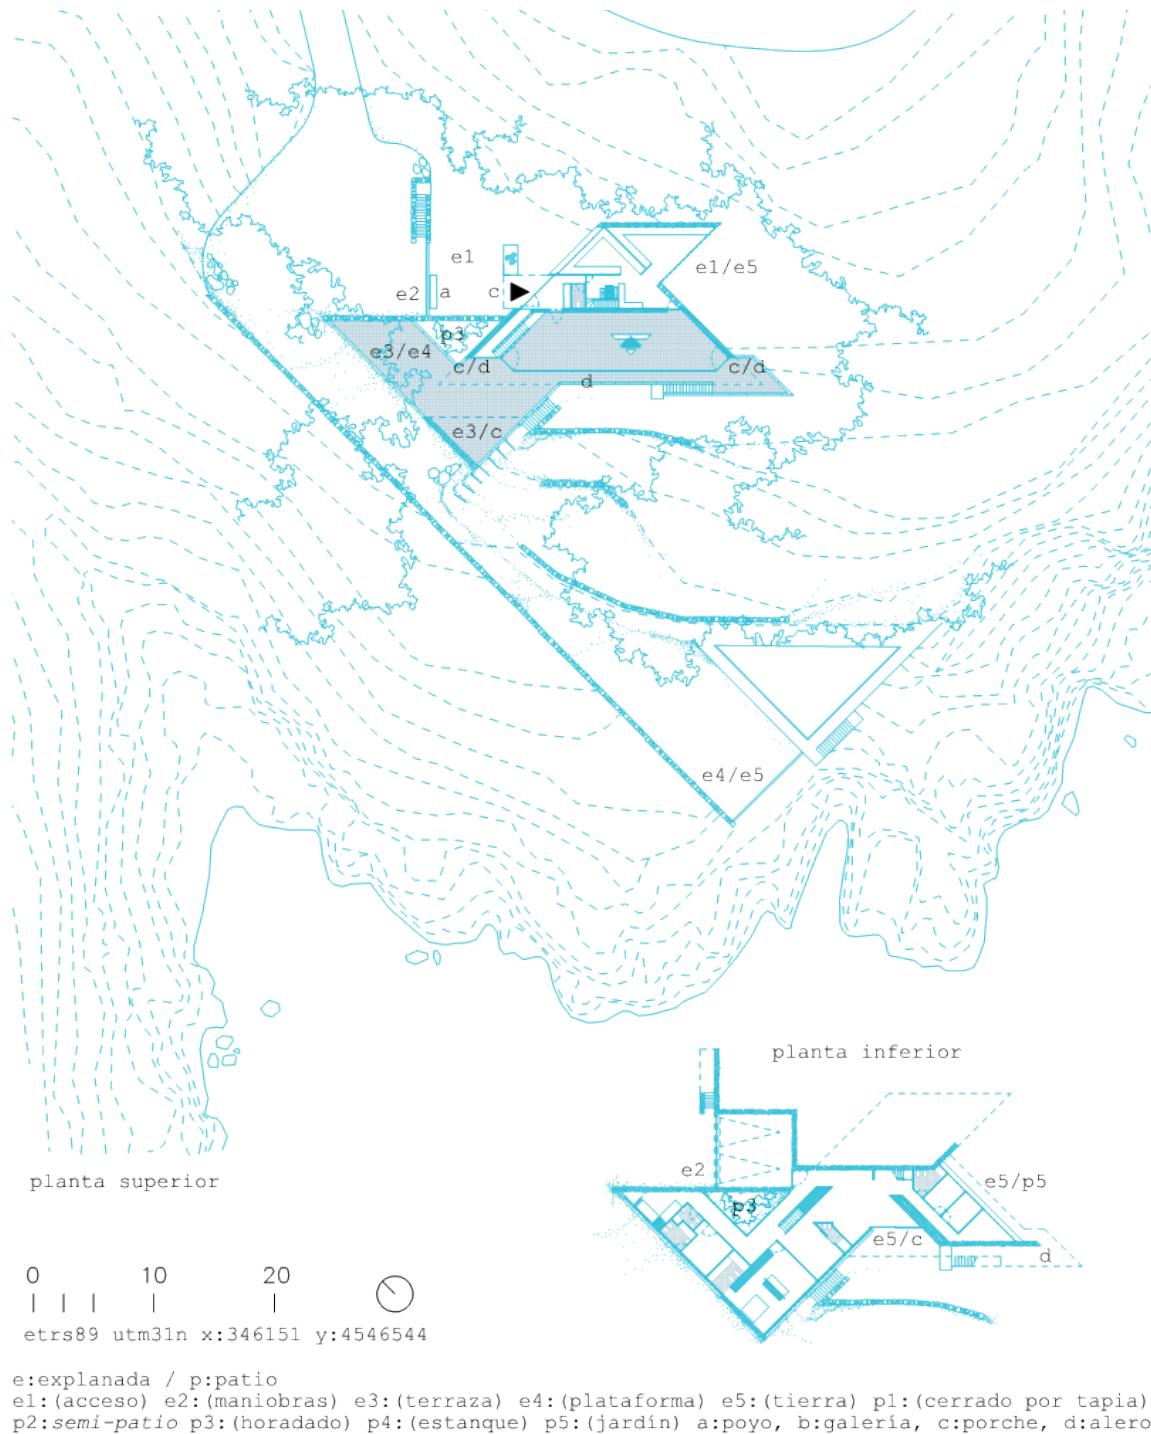 e1
e1/e5
e2
a
c
p3
e3/e4
c/d
c/d
d
e3/c
e4/e5
planta inferior
e2
p3
e5/p5
e5/c
d
planta superior
0 10 20
etrs89 utm31n x:346151 y:4546544
e:explanada / p:patio
e1:(acceso) e2:(maniobras) e3:(terraza) e4:(plataforma) e5:(tierra) p1:(cerrado por tapia)
p2:semi-patio p3:(horadado) p4:(estanque) p5:(jardín) a:poyo, b:galería, c:porche, d:alero